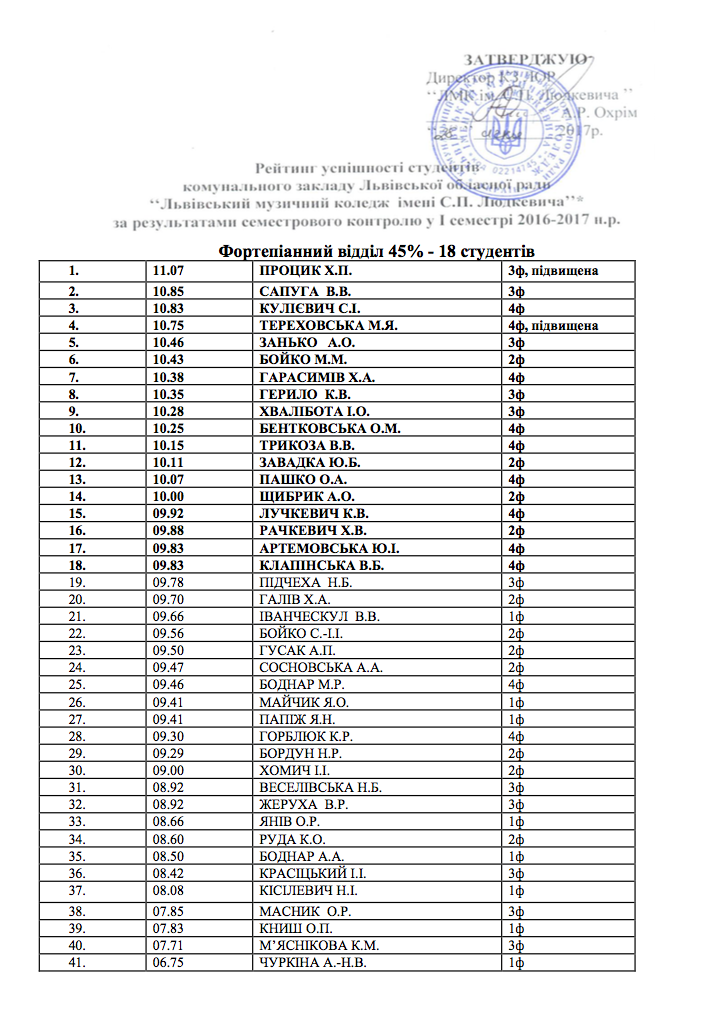 ЗАТВЕРДЖУЮ
Директор КЗ ЛОР
‘‘ЛМК ім. С.П. Людкевича ’’
А.Р. Охрім
2017р.
Рейтинг успішності студентів
комунального закладу Львівської обласної ради
‘‘Львівський музичний коледж імені С.П. Людкевича’’*
за результатами семестрового контролю у І семестрі 2016-2017 н.р.
Фортепіанний відділ 45% - 18 студентів
1. 11.07 ПРОЦИК Х.П. 3ф, підвищена
2. 10.85 САПУГА В.В. 3ф
3. 10.83 КУЛІЄВИЧ С.І. 4ф
4. 10.75 ТЕРЕХОВСЬКА М.Я. 4ф, підвищена
5. 10.46 ЗАНЬКО А.О. 3ф
6. 10.43 БОЙКО М.М. 2ф
7. 10.38 ГАРАСИМІВ Х.А. 4ф
8. 10.35 ГЕРИЛО К.В. 3ф
9. 10.28 ХВАЛІБОТА І.О. 3ф
10. 10.25 БЕНТКОВСЬКА О.М. 4ф
11. 10.15 ТРИКОЗА В.В. 4ф
12. 10.11 ЗАВАДКА Ю.Б. 2ф
13. 10.07 ПАШКО О.А. 4ф
14. 10.00 ЩИБРИК А.О. 2ф
15. 09.92 ЛУЧКЕВИЧ К.В. 4ф
16. 09.88 РАЧКЕВИЧ Х.В. 2ф
17. 09.83 АРТЕМОВСЬКА Ю.І. 4ф
18. 09.83 КЛАПІНСЬКА В.Б. 4ф
19. 09.78 ПІДЧЕХА Н.Б. 3ф
20. 09.70 ГАЛІВ Х.А. 2ф
21. 09.66 ІВАНЧЕСКУЛ В.В. 1ф
22. 09.56 БОЙКО С.-І.І. 2ф
23. 09.50 ГУСАК А.П. 2ф
24. 09.47 СОСНОВСЬКА А.А. 2ф
25. 09.46 БОДНАР М.Р. 4ф
26. 09.41 МАЙЧИК Я.О. 1ф
27. 09.41 ПАПІЖ Я.Н. 1ф
28. 09.30 ГОРБЛЮК К.Р. 4ф
29. 09.29 БОРДУН Н.Р. 2ф
30. 09.00 ХОМИЧ І.І. 2ф
31. 08.92 ВЕСЕЛІВСЬКА Н.Б. 3ф
32. 08.92 ЖЕРУХА В.Р. 3ф
33. 08.66 ЯНІВ О.Р. 1ф
34. 08.60 РУДА К.О. 2ф
35. 08.50 БОДНАР А.А. 1ф
36. 08.42 КРАСІЦЬКИЙ І.І. 3ф
37. 08.08 КІСІЛЕВИЧ Н.І. 1ф
38. 07.85 МАСНИК О.Р. 3ф
39. 07.83 КНИШ О.П. 1ф
40. 07.71 М’ЯСНІКОВА К.М. 3ф
41. 06.75 ЧУРКІНА А.-Н.В. 1ф